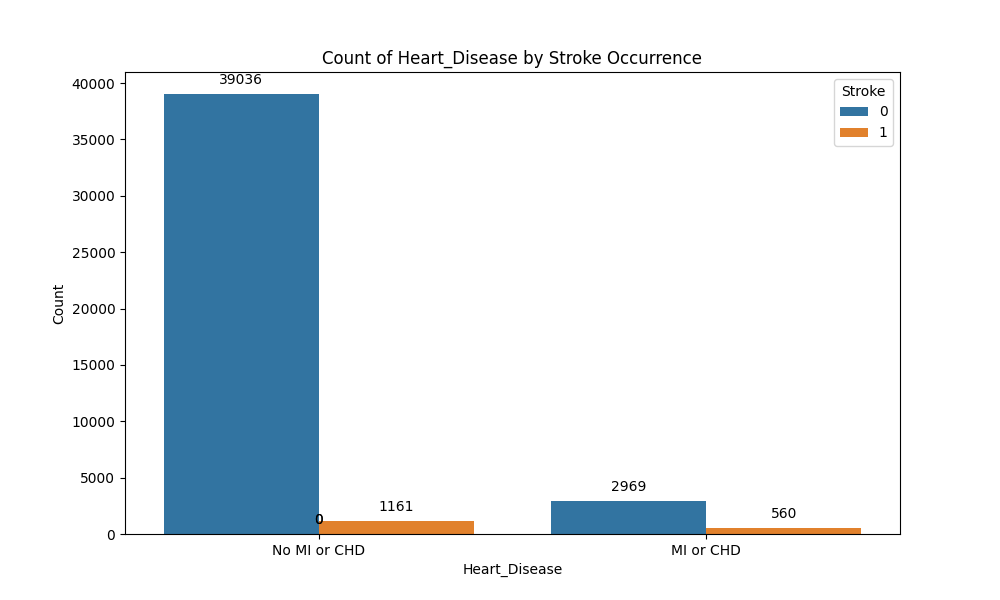 Count of Heart_Disease by Stroke Occurrence
Stroke
0
1
40000
35000
30000
25000
20000
15000
10000
5000
0
Count
39036
0
1161
2969
560
No MI or CHD
MI or CHD
Heart_Disease